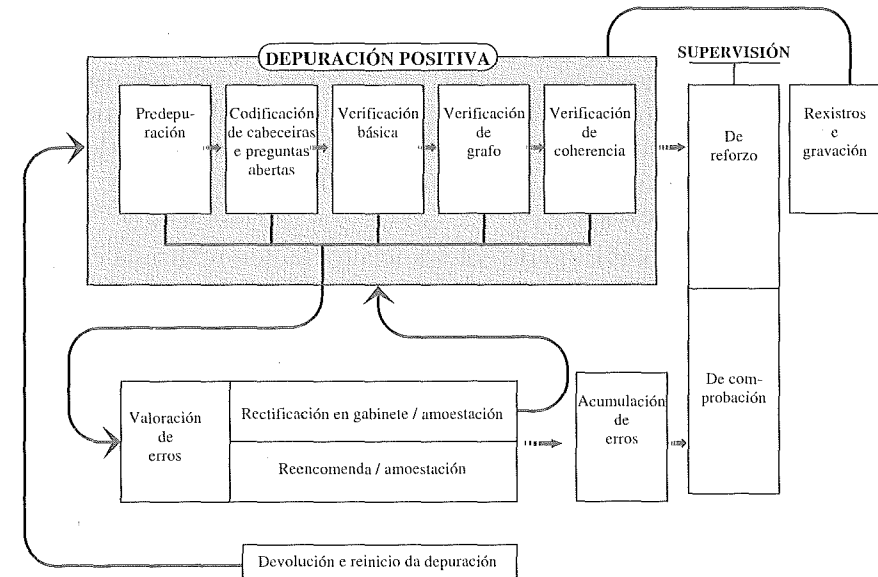 DEPURACIÓN POSITIVA
SUPERVISIÓN
Predepu-
ración
Codificación
de cabeceiras
e preguntas
abertas
Verificación
básica
Verificación
de
grafo
Verificación
de
coherencia
De
reforzo
Rexistros
e
gravación
De com-
probación
Valoración
de
erros
Rectificación en gabinete / amoestación
Reencomenda / amoestación
Acumulación
de
erros
Devolución e reinicio da depuración